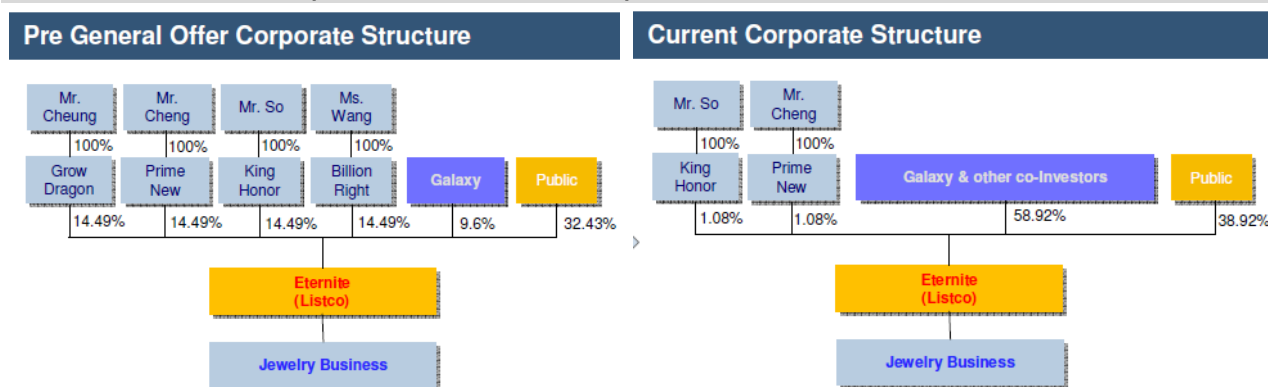 Pre General Offer Corporate Structure
Mr.
Cheung
Mr.
Cheng
Mr. So
Ms.
Wang
100%
100%
100%
100%
Grow
Dragon
Prime
New
King
Honor
Billion
Right
Galaxy
Public
14.49%
14.49%
14.49%
14.49%
9.6%
32.43%
Eternite
(Listco)
Jewelry Business
Current Corporate Structure
Mr. So
Mr.
Cheng
100%
100%
King
Honor
Prime
New
Galaxy & other co-Investors
Public
1.08%
1.08%
58.92%
38.92%
Eternite
(Listco)
Jewelry Business